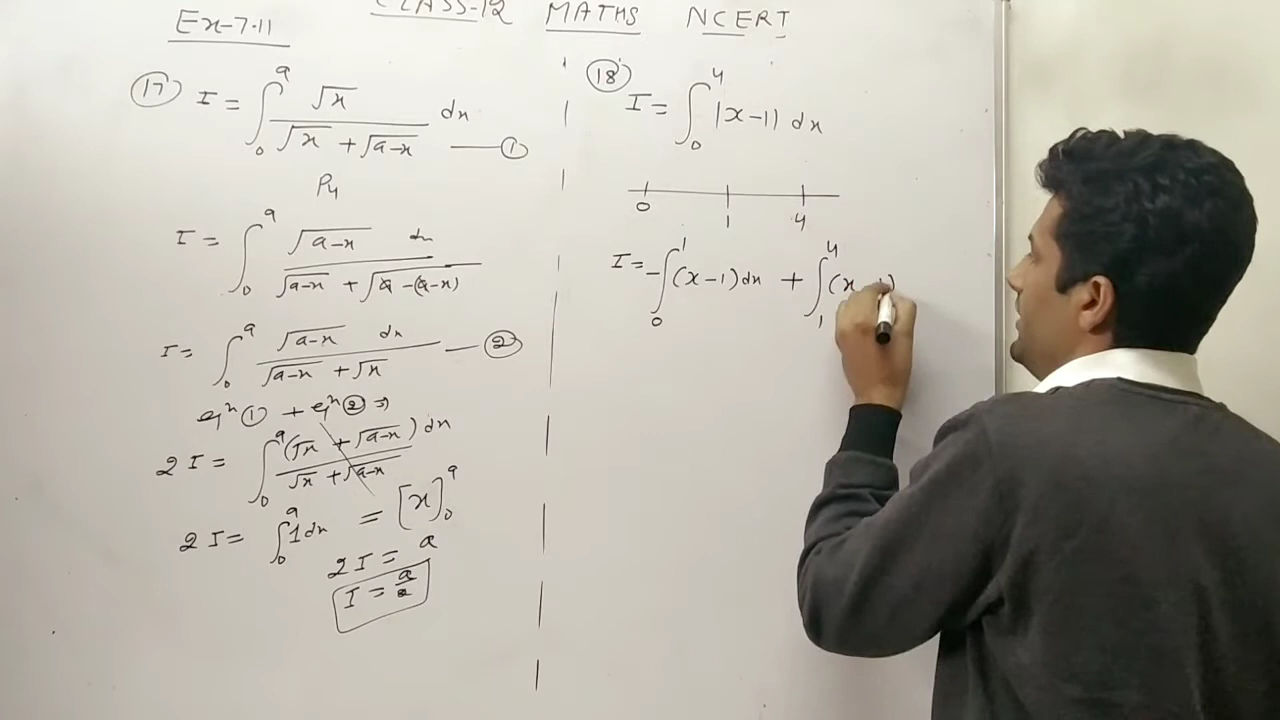 CLASS-12 MATHS NCERT
Ex-7.11
(17) I = ∫₀ᵃ √x / (√x + √(a-x)) dx —(1)
P₄
I = ∫₀ᵃ √(a-x) dx / (√(a-x) + √(a-(a-x)))
I = ∫₀ᵃ √(a-x) dx / (√(a-x) + √x) —(2)
eqⁿ (1) + eqⁿ (2) ⇒
2I = ∫₀ᵃ (√x + √(a-x)) dx / (√x + √(a-x))
2I = ∫₀ᵃ 1 dx = [x]₀ᵃ
2I = a
I = a/2
(18) I = ∫₀⁴ |x-1| dx
0 1 4
I = -∫₀¹ (x-1) dx + ∫₁⁴ (x-1)